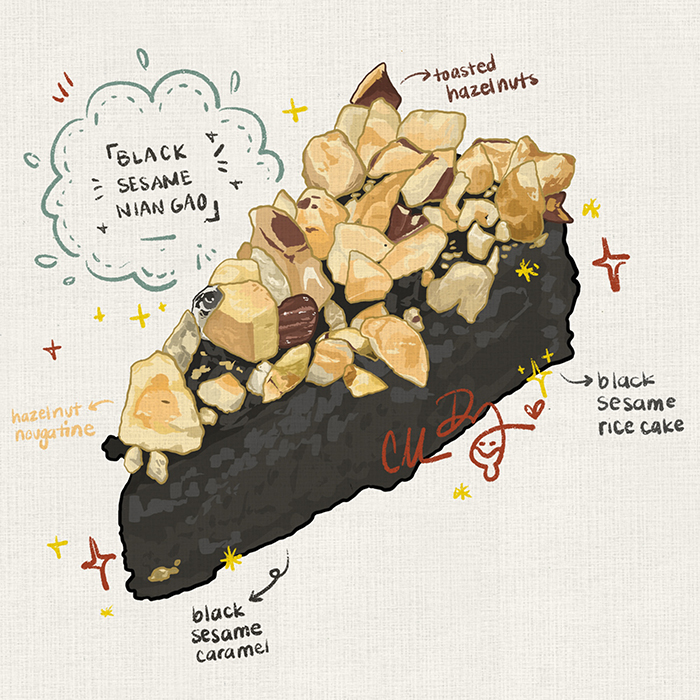 「BLACK
SESAME
NIAN GAO」
toasted
hazelnuts
hazelnut
nougatine
black
sesame
rice cake
black
sesame
caramel